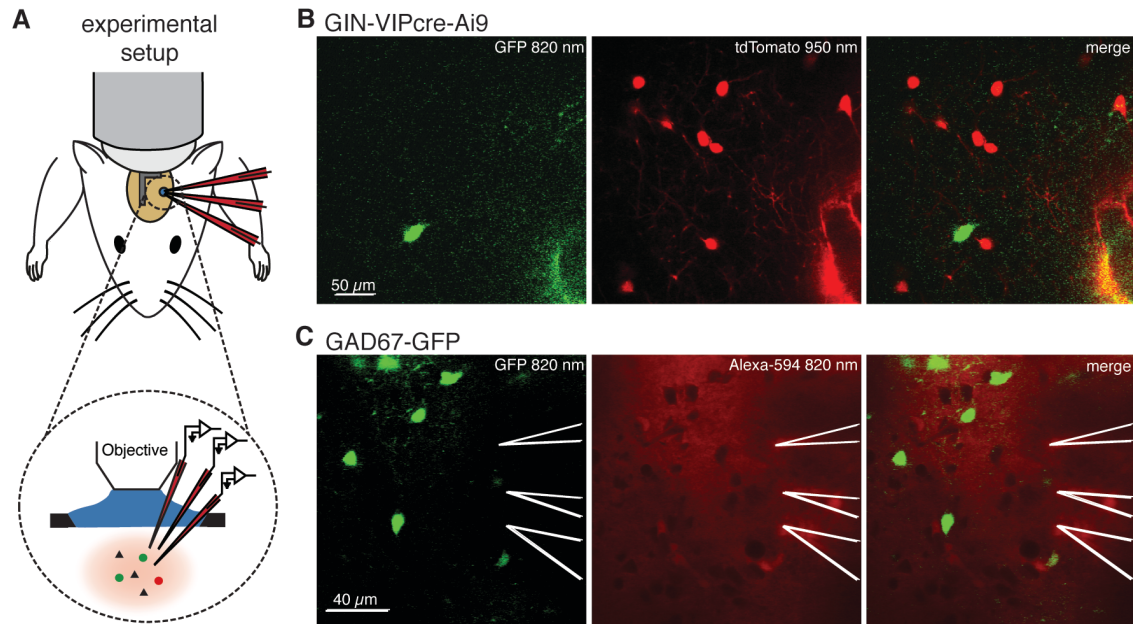 A
experimental
setup
Objective
B GIN-VIPcre-Ai9
GFP 820 nm
tdTomato 950 nm
merge
50 µm
C GAD67-GFP
GFP 820 nm
Alexa-594 820 nm
merge
40 µm